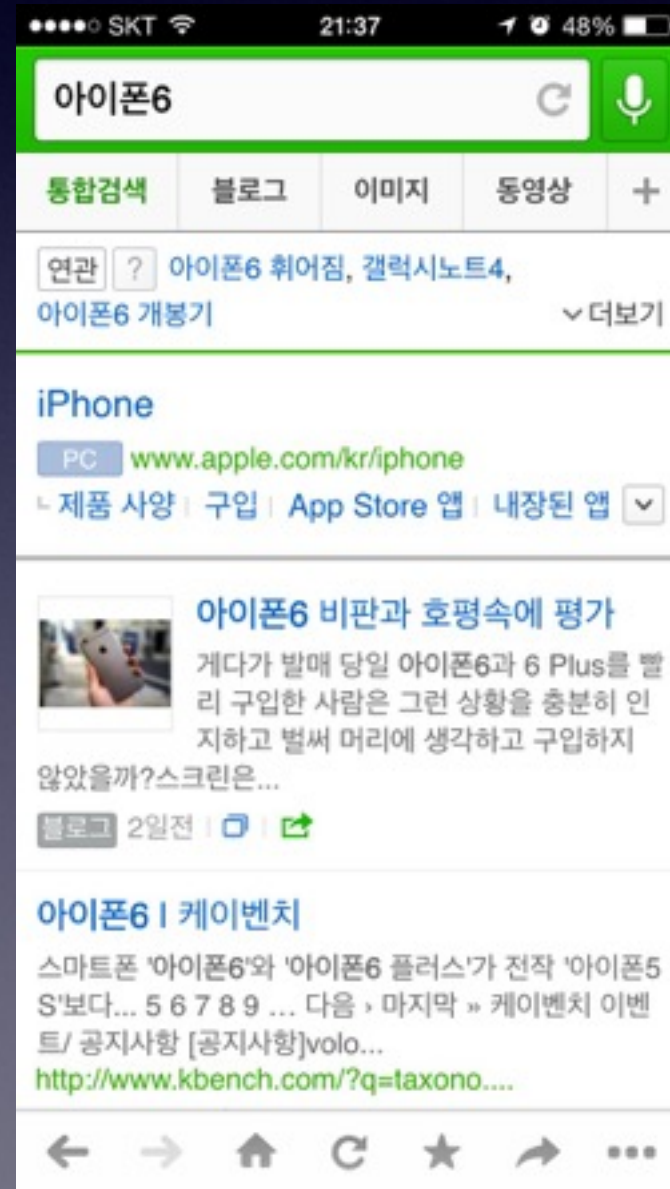 SKT 21:37 48%
아이폰6
통합검색 블로그 이미지 동영상 +
연관 ? 아이폰6 휘어짐, 갤럭시노트4,
아이폰6 개봉기 더보기
iPhone
PC www.apple.com/kr/iphone
제품 사양 구입 App Store 앱 내장된 앱
아이폰6 비판과 호평속에 평가
게다가 발매 당일 아이폰6과 6 Plus를 빨
리 구입한 사람은 그런 상황을 충분히 인
지하고 벌써 머리에 생각하고 구입하지
않았을까?스크린은...
블로그 2일전
아이폰6 | 케이벤치
스마트폰 '아이폰6'와 '아이폰6 플러스'가 전작 '아이폰5
S'보다... 5 6 7 8 9 … 다음 › 마지막 » 케이벤치 이벤
트/ 공지사항 [공지사항]volo...
http://www.kbench.com/?q=taxono....